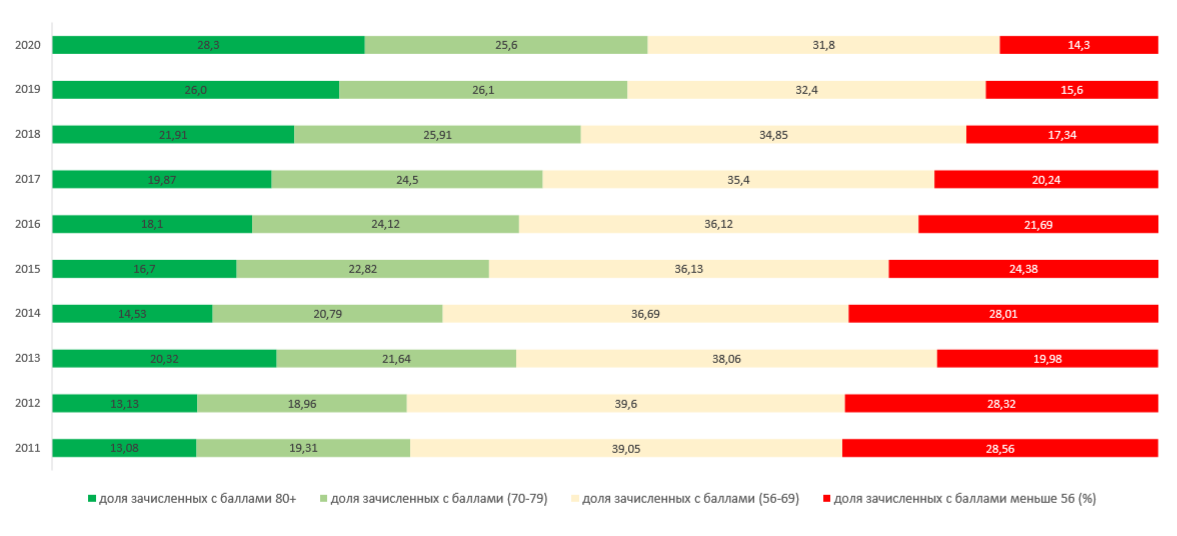 2020 28,3 25,6 31,8 14,3
2019 26,0 26,1 32,4 15,6
2018 21,91 25,91 34,85 17,34
2017 19,87 24,5 35,4 20,24
2016 18,1 24,12 36,12 21,69
2015 16,7 22,82 36,13 24,38
2014 14,53 20,79 36,69 28,01
2013 20,32 21,64 38,06 19,98
2012 13,13 18,96 39,6 28,32
2011 13,08 19,31 39,05 28,56
доля зачисленных с баллами 80+ доля зачисленных с баллами (70-79) доля зачисленных с баллами (56-69) доля зачисленных с баллами меньше 56 (%)